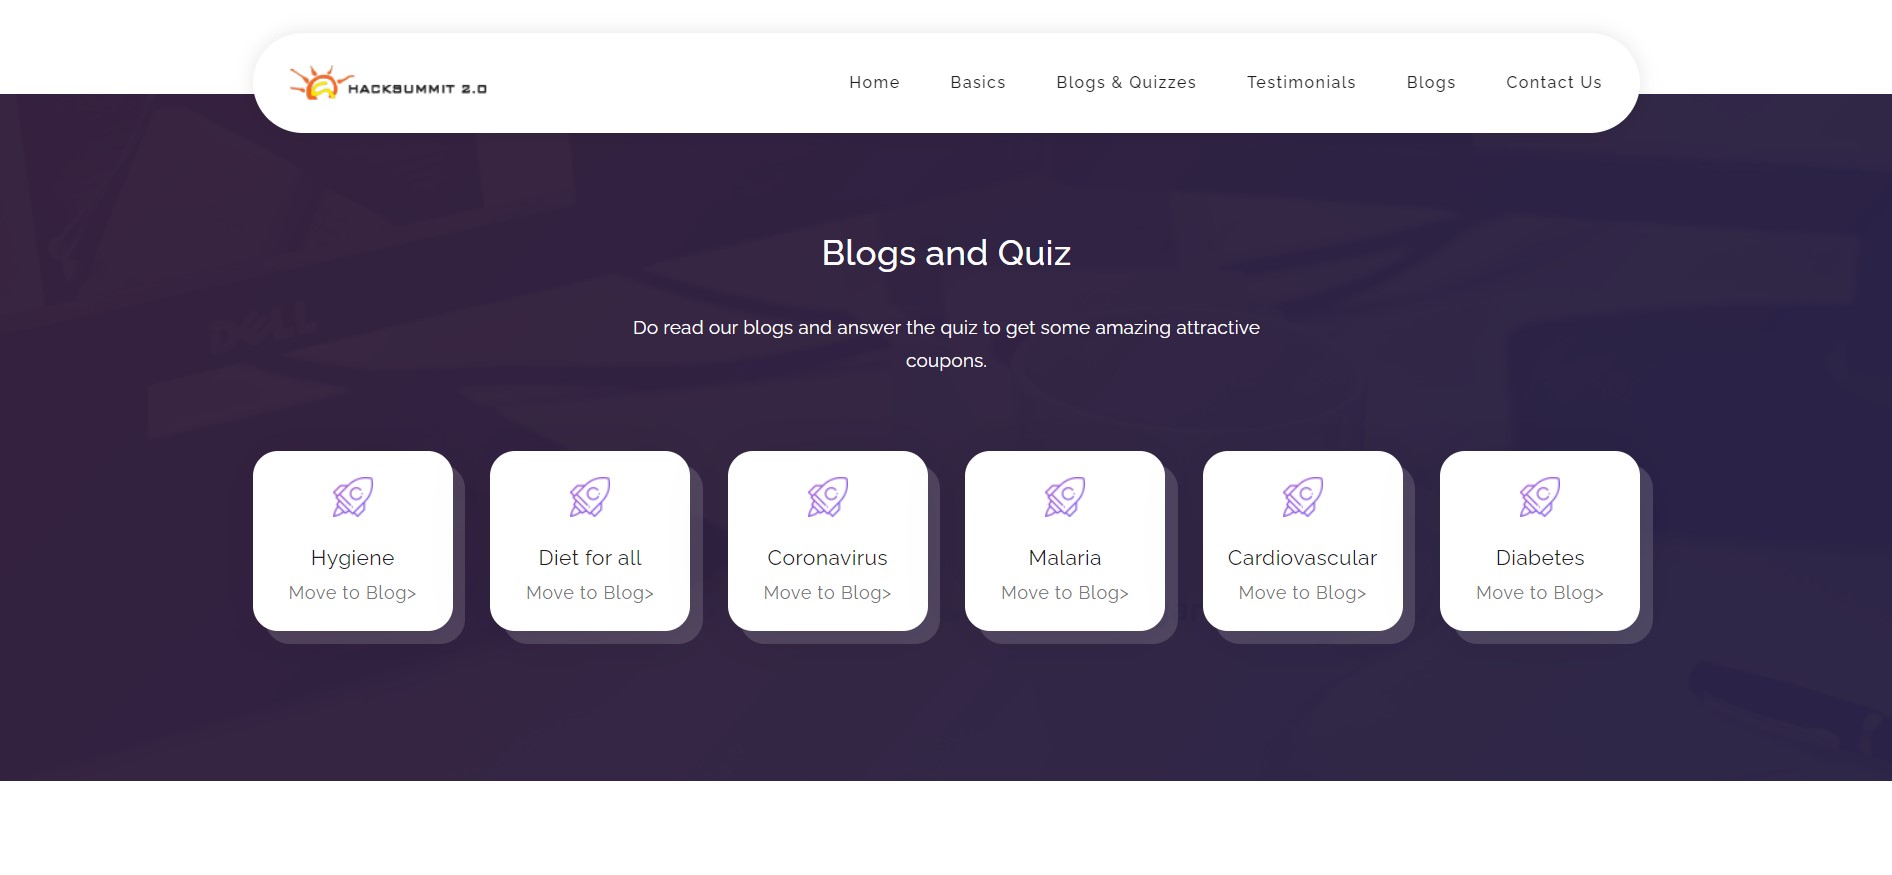 HACKSUMMIT 2.0
Home Basics Blogs & Quizzes Testimonials Blogs Contact Us
Blogs and Quiz
DELL
Do read our blogs and answer the quiz to get some amazing attractive
coupons.
Hygiene
Move to Blog>
Diet for all
Move to Blog>
Coronavirus
Move to Blog>
Malaria
Move to Blog>
Cardiovascular
Move to Blog>
Diabetes
Move to Blog>